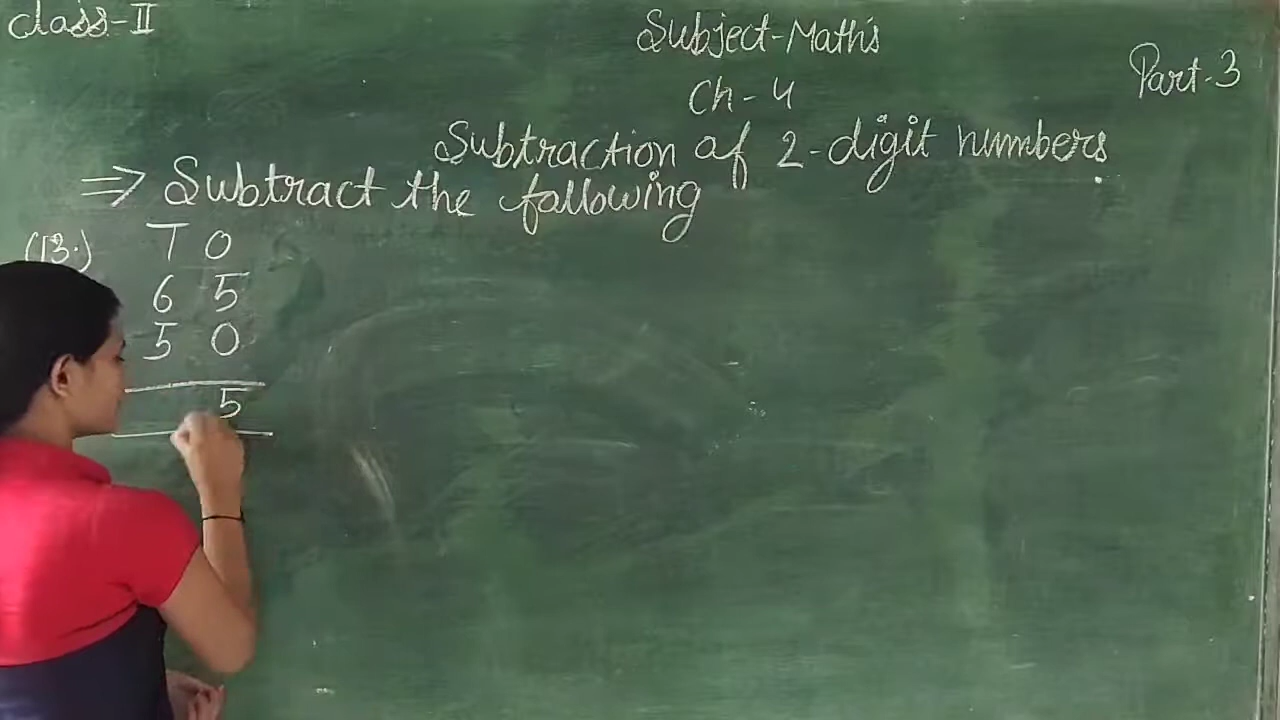 Class-II
Subject-Maths
Part-3
Ch-4
Subtraction of 2-digit numbers.
⇒ Subtract the following
(13.) T O
6 5
5 0
5